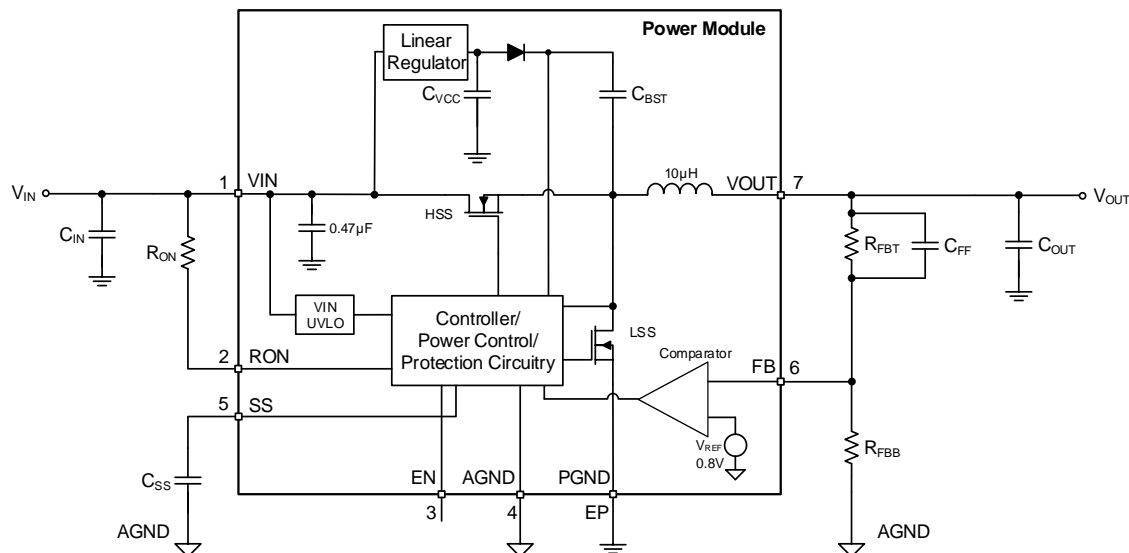 Power Module
Linear
Regulator
CVCC
CBST
10µH
1
VIN
VOUT
7
VIN
VOUT
HSS
CIN
RON
0.47µF
RFBT
CFF
COUT
VIN
UVLO
Controller/
Power Control/
Protection Circuitry
LSS
Comparator
2
RON
FB
6
5
SS
VREF
0.8V
RFBB
CSS
EN
AGND
PGND
AGND
3
4
EP
AGND